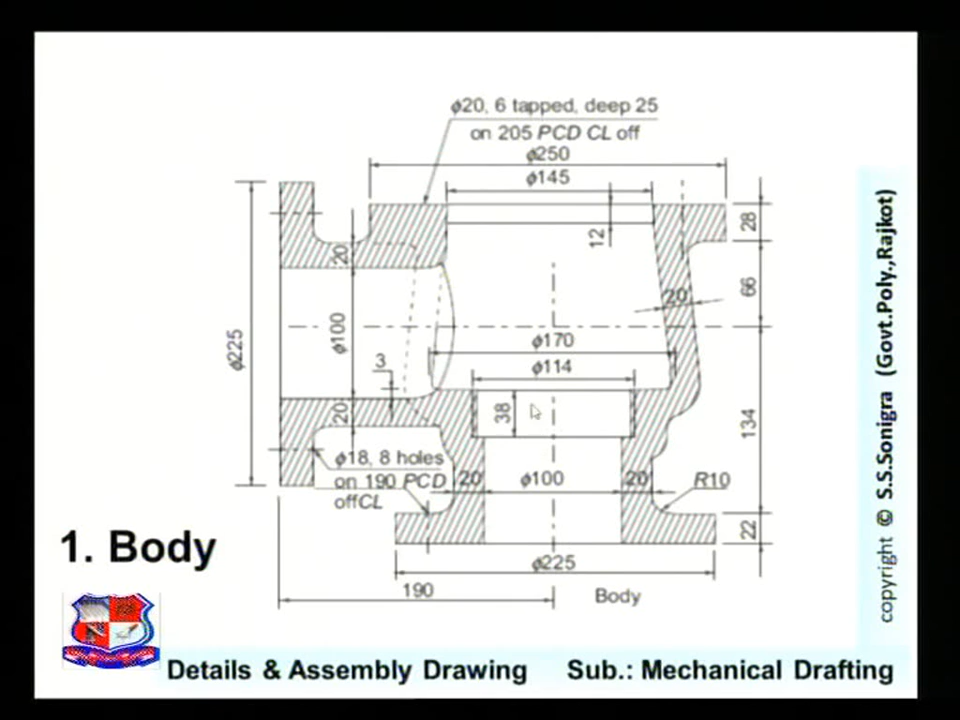 ϕ20, 6 tapped, deep 25
on 205 PCD CL off
ϕ250
ϕ145
28
12
20
66
20
ϕ100
ϕ225
ϕ170
3
ϕ114
38
20
134
ϕ18, 8 holes
on 190 PCD
offCL
20
ϕ100
20
R10
22
ϕ225
190
Body
1. Body
copyright © S.S.Sonigra (Govt.Poly.,Rajkot)
Details & Assembly Drawing Sub.: Mechanical Drafting